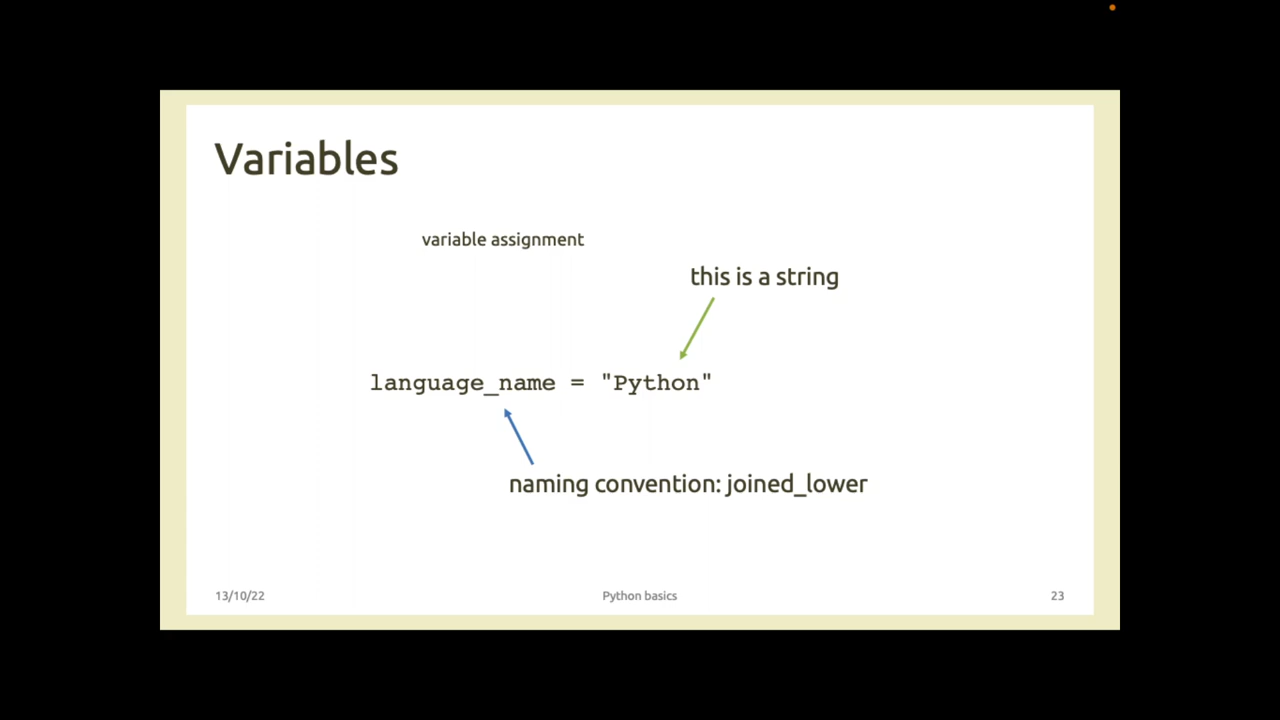 Variables
variable assignment
this is a string
language_name = "Python"
naming convention: joined_lower
13/10/22
Python basics
23